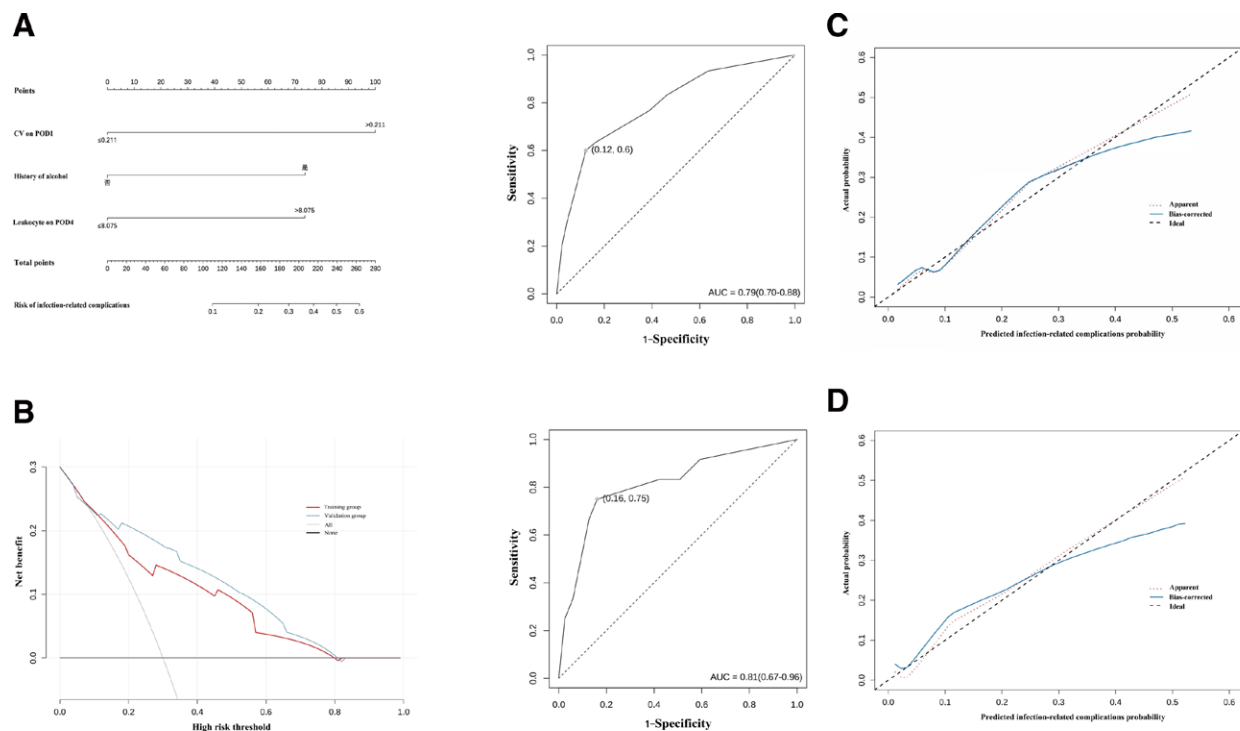 A
0 10 20 30 40 50 60 70 80 90 100
Points
>0.211
CV on POD1
≤0.211
是
History of alcohol
否
>8.075
Leukocyte on POD4
≤8.075
Total points
0 20 40 60 80 100 120 140 160 180 200 220 240 260 280
Risk of infection-related complications
0.1 0.2 0.3 0.4 0.5 0.6
Sensitivity
1.0
0.8
0.6
0.4
0.2
0.0
(0.12, 0.6)
AUC = 0.79(0.70-0.88)
0.0 0.2 0.4 0.6 0.8 1.0
1-Specificity
C
Actual probability
0.6
0.5
0.4
0.3
0.2
0.1
0.0
Apparent
Bias-corrected
Ideal
0.0 0.1 0.2 0.3 0.4 0.5 0.6
Predicted infection-related complications probability
B
Net benefit
0.3
0.2
0.1
0.0
Training group
Validation group
All
None
0.0 0.2 0.4 0.6 0.8 1.0
High risk threshold
Sensitivity
1.0
0.8
0.6
0.4
0.2
0.0
(0.16, 0.75)
AUC = 0.81(0.67-0.96)
0.0 0.2 0.4 0.6 0.8 1.0
1-Specificity
D
Actual probability
0.6
0.5
0.4
0.3
0.2
0.1
0.0
Apparent
Bias-corrected
Ideal
0.0 0.1 0.2 0.3 0.4 0.5 0.6
Predicted infection-related complications probability